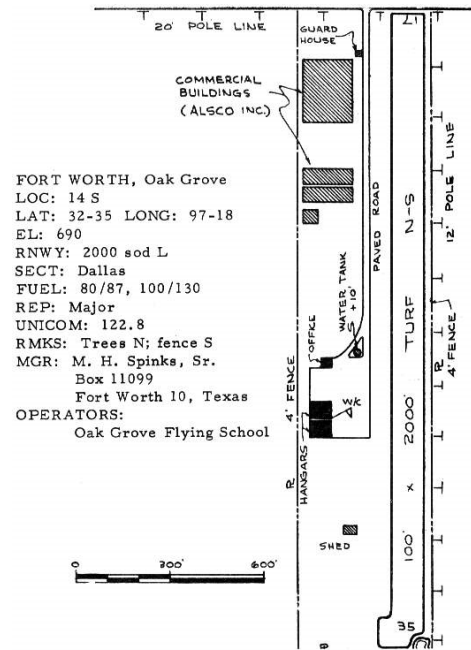 20' POLE LINE
GUARD HOUSE
17
COMMERCIAL
BUILDINGS
(ALSCO INC.)
FORT WORTH, Oak Grove
LOC: 14 S
LAT: 32-35 LONG: 97-18
EL: 690
RNWY: 2000 sod L
SECT: Dallas
FUEL: 80/87, 100/130
REP: Major
UNICOM: 122.8
RMKS: Trees N; fence S
MGR: M. H. Spinks, Sr.
Box 11099
Fort Worth 10, Texas
OPERATORS:
Oak Grove Flying School
PAVED ROAD
12' POLE LINE
100' x 2000' TURF N-S
WATER TANK
+10'
OFFICE
4' FENCE
4' FENCE
HANGARS
W/C
SHED
0 300' 600'
35